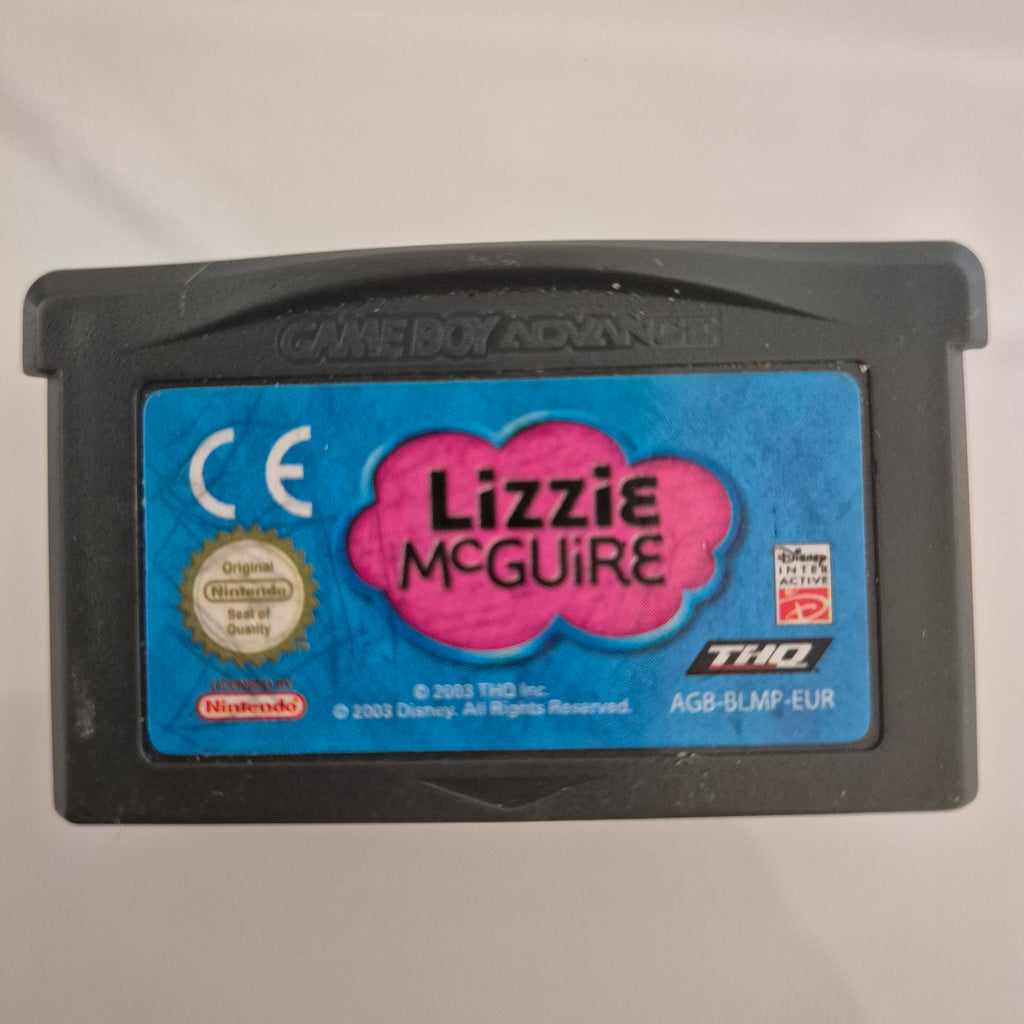 GAME BOY ADVANCE
CE
Lizzie
McGUiRE
Original
Nintendo
Seal of
Quality
TM
Disney
INTER
ACTIVE
THQ
LICENSED BY
Nintendo
© 2003 THQ Inc.
© 2003 Disney. All Rights Reserved.
AGB-BLMP-EUR